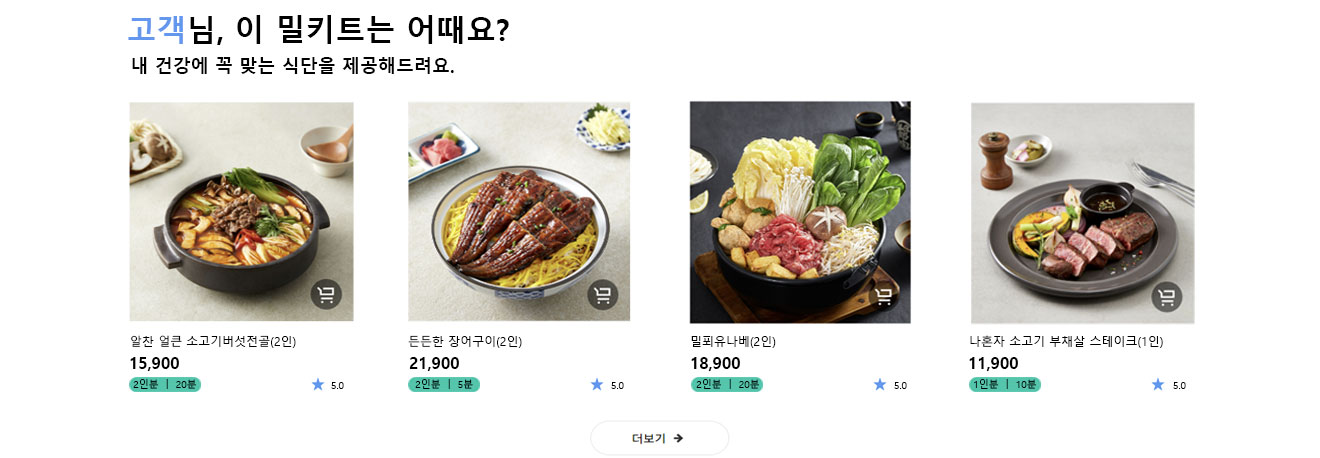 고객님, 이 밀키트는 어때요?
내 건강에 꼭 맞는 식단을 제공해드려요.
알찬 얼큰 소고기버섯전골(2인)
15,900
2인분 | 20분
5.0
든든한 장어구이(2인)
21,900
2인분 | 5분
5.0
밀푀유나베(2인)
18,900
2인분 | 20분
5.0
나혼자 소고기 부채살 스테이크(1인)
11,900
1인분 | 10분
5.0
더보기 →